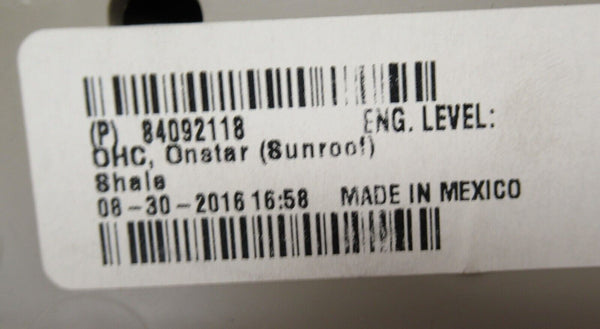 (P) 84092118 ENG. LEVEL:
OHC, Onstar (Sunroof)
Shale
08-30-2016 16:58 MADE IN MEXICO